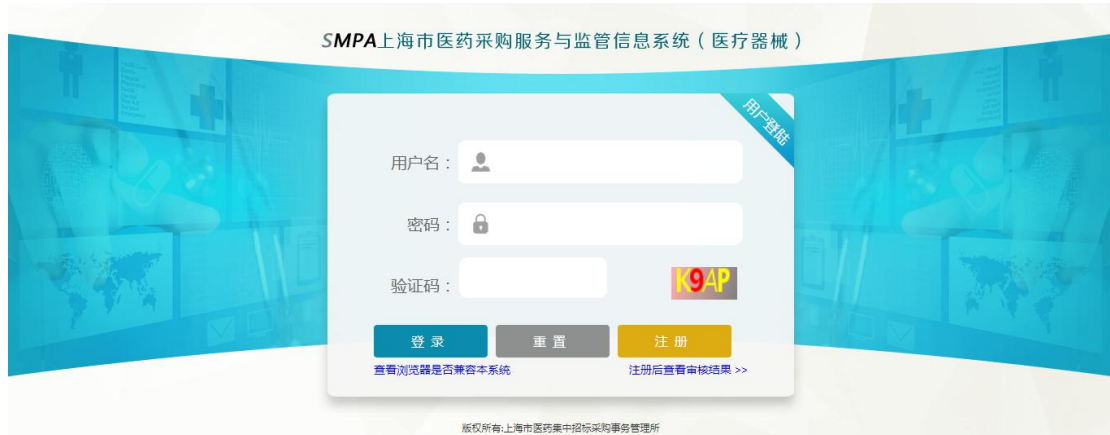 SMPA上海市医药采购服务与监管信息系统（医疗器械）
用户登陆
用户名：
密码：
验证码：
K9AP
登 录 重 置 注 册
查看浏览器是否兼容本系统 注册后查看审核结果 >>
版权所有:上海市医药集中招标采购事务管理所